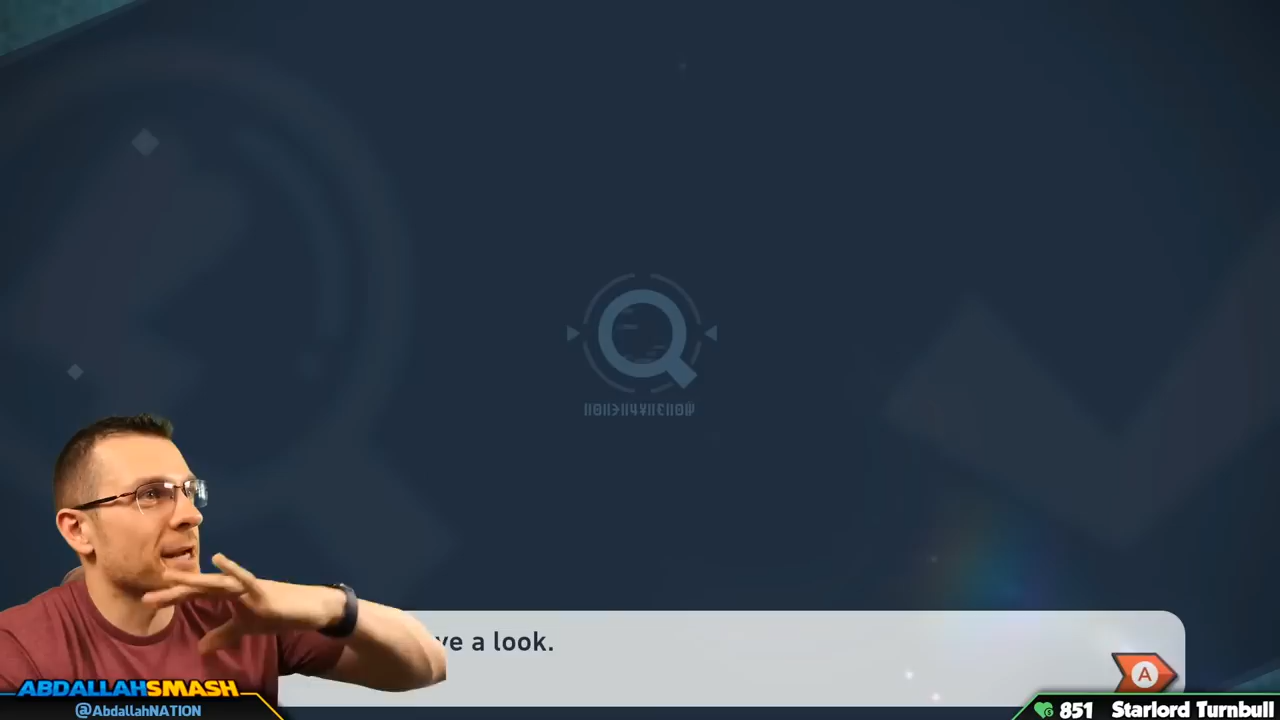 ve a look.
A
ABDALLAHSMASH
@AbdallahNATION
851 Starlord Turnbull